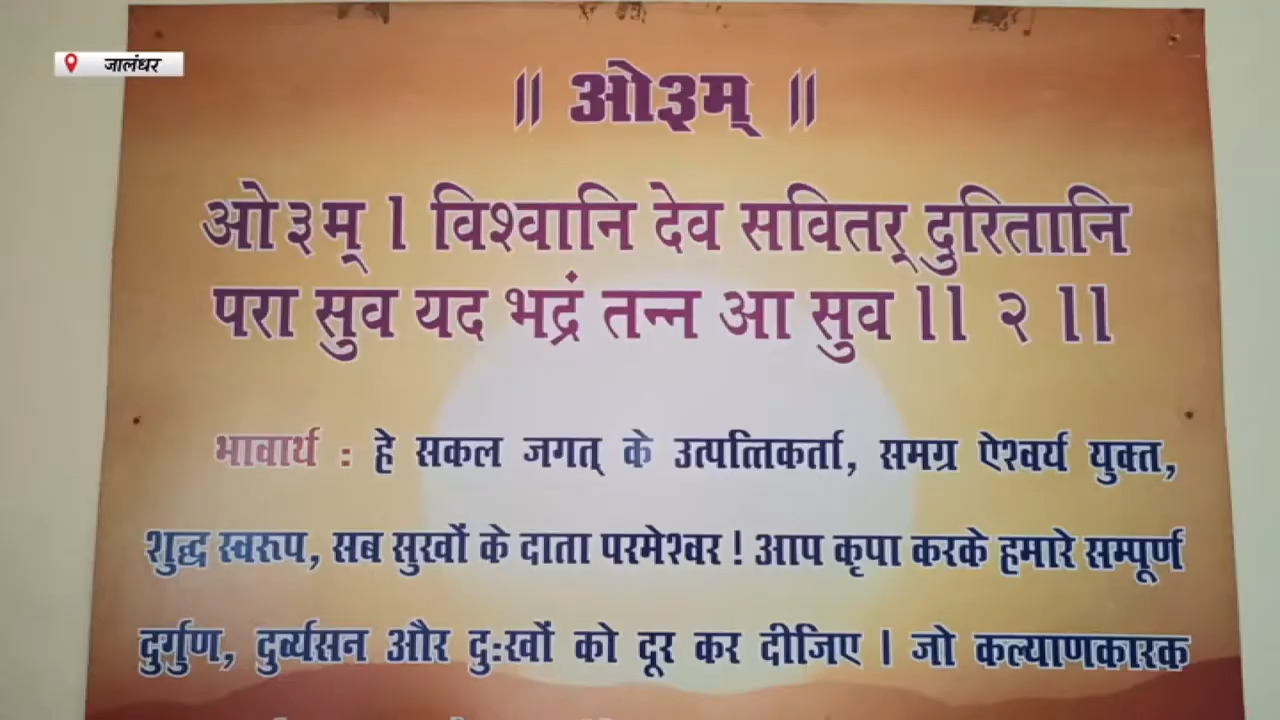 जालंधर
॥ ओ३म् ॥
ओ३म् । विश्वानि देव सवितर् दुरितानि
परा सुव यद भद्रं तन्न आ सुव ।। २ ।।
भावार्थ : हे सकल जगत् के उत्पत्तिकर्ता, समग्र ऐश्वर्य युक्त,
शुद्ध स्वरूप, सब सुखों के दाता परमेश्वर ! आप कृपा करके हमारे सम्पूर्ण
दुर्गुण, दुर्व्यसन और दुःखों को दूर कर दीजिए । जो कल्याणकारक